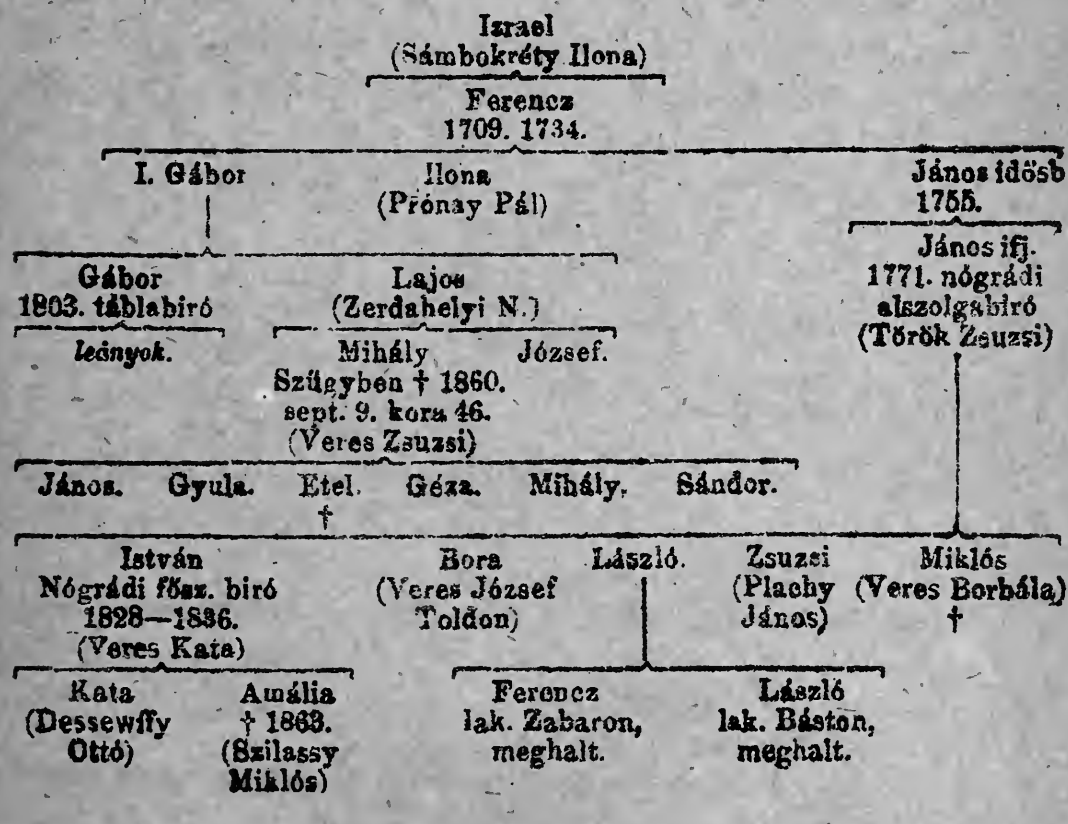 Izrael
(Sámbokréty Ilona)
Ferencz
1709. 1734.
I. Gábor Ilona János idősb
(Prónay Pál) 1755.
János ifj.
Gábor Lajos 1771. nógrádi
1803. táblabiró (Zerdahelyi N.) alszolgabiró
leányok. Mihály József. (Török Zsuzsi)
Szügyben † 1860.
sept. 9. kora 46.
(Veres Zsuzsi)
János. Gyula. Etel. Géza. Mihály. Sándor.
†
István Bora László. Zsuzsi Miklós
Nógrádi fősz. biró (Veres József (Plachy (Veres Borbála)
1828—1836. Toldon) János) †
(Veres Kata)
Kata Amália Ferencz László
(Dessewffy † 1863. lak. Zabaron, lak. Báston,
Ottó) (Szilassy meghalt. meghalt.
Miklós)